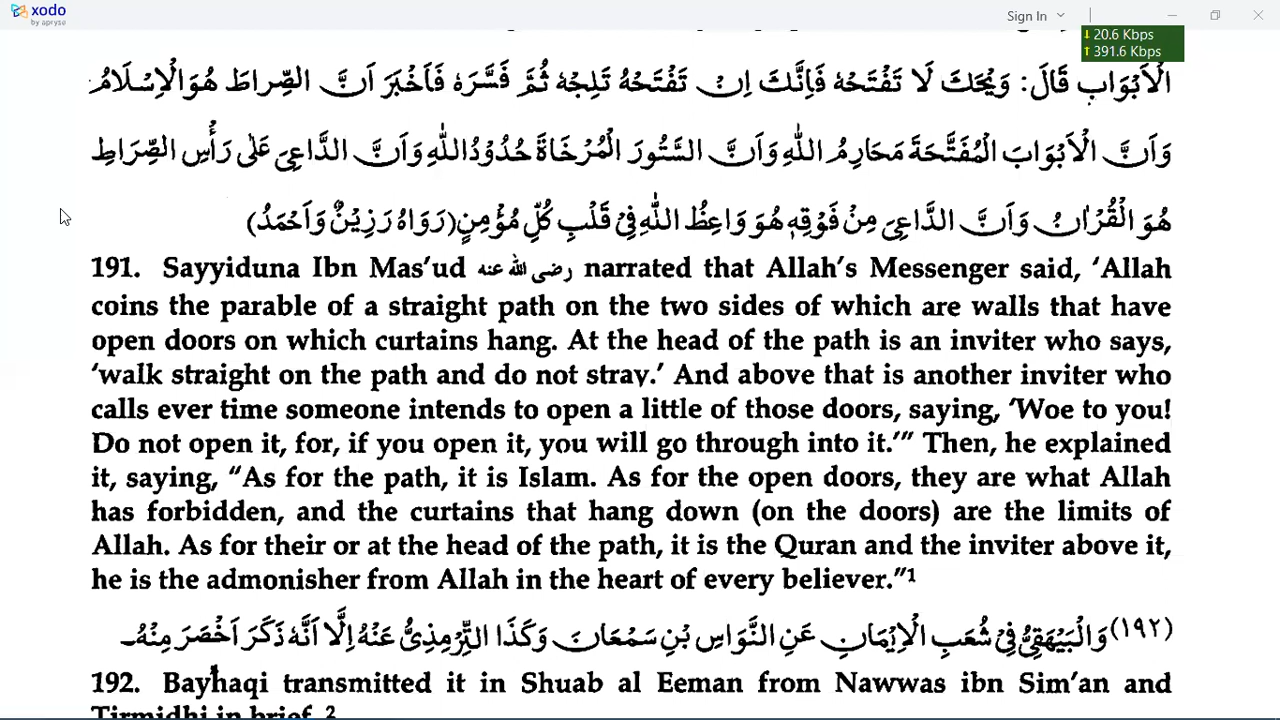 xodo
by apryse
Sign In
↓ 20.6 Kbps
↑ 391.6 Kbps
الْاَبْوَابِ قَالَ: وَيْحَكَ لَا تَفْتَحْهُ فَاِنَّكَ اِنْ تَفْتَحْهُ تَلِجْهُ ثُمَّ فَسَّرَهٗ فَاَخْبَرَ اَنَّ الصِّراطَ هُوَ الْاِسْلَامُ
وَاَنَّ الْاَبْوَابَ الْمُفَتَّحَةَ مَحَارِمُ اللّٰهِ وَاَنَّ السُّتُورَ الْمُرْخَاةَ حُدُوْدُ اللّٰهِ وَاَنَّ الدَّاعِيَ عَلٰى رَأْسِ الصِّرَاطِ
هُوَ الْقُرْاٰنُ وَاَنَّ الدَّاعِيَ مِنْ فَوْقِهٖ هُوَ وَاعِظُ اللّٰهِ فِيْ قَلْبِ كُلِّ مُؤْمِنٍ (رَوَاهُ رَزِيْنٌ وَاَحْمَدُ)
191. Sayyiduna Ibn Mas'ud رضى الله عنه narrated that Allah's Messenger said, 'Allah
coins the parable of a straight path on the two sides of which are walls that have
open doors on which curtains hang. At the head of the path is an inviter who says,
'walk straight on the path and do not stray.' And above that is another inviter who
calls ever time someone intends to open a little of those doors, saying, 'Woe to you!
Do not open it, for, if you open it, you will go through into it.'" Then, he explained
it, saying, "As for the path, it is Islam. As for the open doors, they are what Allah
has forbidden, and the curtains that hang down (on the doors) are the limits of
Allah. As for their or at the head of the path, it is the Quran and the inviter above it,
he is the admonisher from Allah in the heart of every believer."1
(١٩٢) وَالْبَيْهَقِيُّ فِيْ شُعَبِ الْاِيْمَانِ عَنِ النَّوَاسِ بْنِ سَمْعَانَ وَكَذَا التِّرْمِذِيُّ عَنْهُ اِلَّا اَنَّهٗ ذَكَرَ اَخْصَرَ مِنْهُ۔
192. Bayhaqi transmitted it in Shuab al Eeman from Nawwas ibn Sim'an and
Tirmidhi in brief. 2